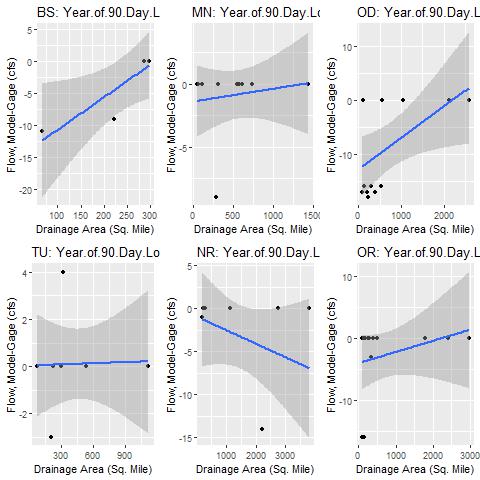 BS: Year.of.90.Day.L
Flow, Model-Gage (cfs)
5
0
-5
-10
-15
-20
100 150 200 250 300
Drainage Area (Sq. Mile)
MN: Year.of.90.Day.Lo
Flow, Model-Gage (cfs)
0
-5
0 500 1000 150
Drainage Area (Sq. Mile)
OD: Year.of.90.Day.L
Flow, Model-Gage (cfs)
10
0
-10
0 1000 2000
Drainage Area (Sq. Mile)
TU: Year.of.90.Day.Lo
Flow, Model-Gage (cfs)
4
2
0
-2
300 600 900
Drainage Area (Sq. Mile)
NR: Year.of.90.Day.L
Flow, Model-Gage (cfs)
5
0
-5
-10
-15
1000 2000 3000
Drainage Area (Sq. Mile)
OR: Year.of.90.Day.L
Flow, Model-Gage (cfs)
10
0
-10
0 1000 2000 3000
Drainage Area (Sq. Mile)